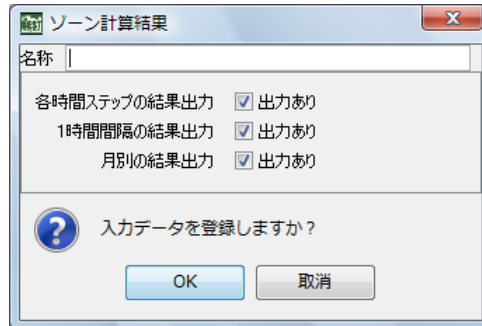 ゾーン計算結果
名称
各時間ステップの結果出力 出力あり
1時間間隔の結果出力 出力あり
月別の結果出力 出力あり
入力データを登録しますか？
OK 取消